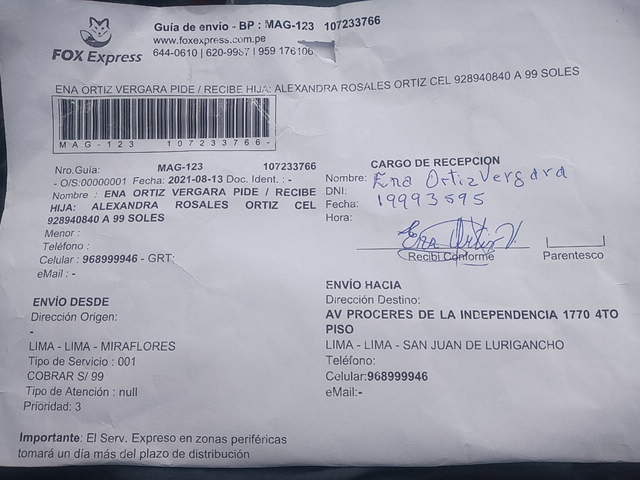 FOX Express
Guía de envío - BP : MAG-123 107233766
www.foxexpress.com.pe
644-0610 | 620-9987 | 959 176106
ENA ORTIZ VERGARA PIDE / RECIBE HIJA: ALEXANDRA ROSALES ORTIZ CEL 928940840 A 99 SOLES
MAG-123 107233766-
Nro.Guía: MAG-123 107233766
- O/S:00000001 Fecha: 2021-08-13 Doc. Ident. : -
Nombre : ENA ORTIZ VERGARA PIDE / RECIBE
HIJA: ALEXANDRA ROSALES ORTIZ CEL
928940840 A 99 SOLES
Menor :
Teléfono :
Celular : 968999946 - GRT:
eMail : -
CARGO DE RECEPCION
Nombre: Ena Ortiz Vergara
DNI: 19993595
Fecha:
Hora:
Ena Ortiz V.
Recibí Conforme Parentesco
ENVÍO DESDE
Dirección Origen:
-
LIMA - LIMA - MIRAFLORES
Tipo de Servicio : 001
COBRAR S/ 99
Tipo de Atención : null
Prioridad: 3
ENVÍO HACIA
Dirección Destino:
AV PROCERES DE LA INDEPENDENCIA 1770 4TO
PISO
LIMA - LIMA - SAN JUAN DE LURIGANCHO
Teléfono:
Celular:968999946
eMail:-
Importante: El Serv. Expreso en zonas periféricas
tomará un día más del plazo de distribución